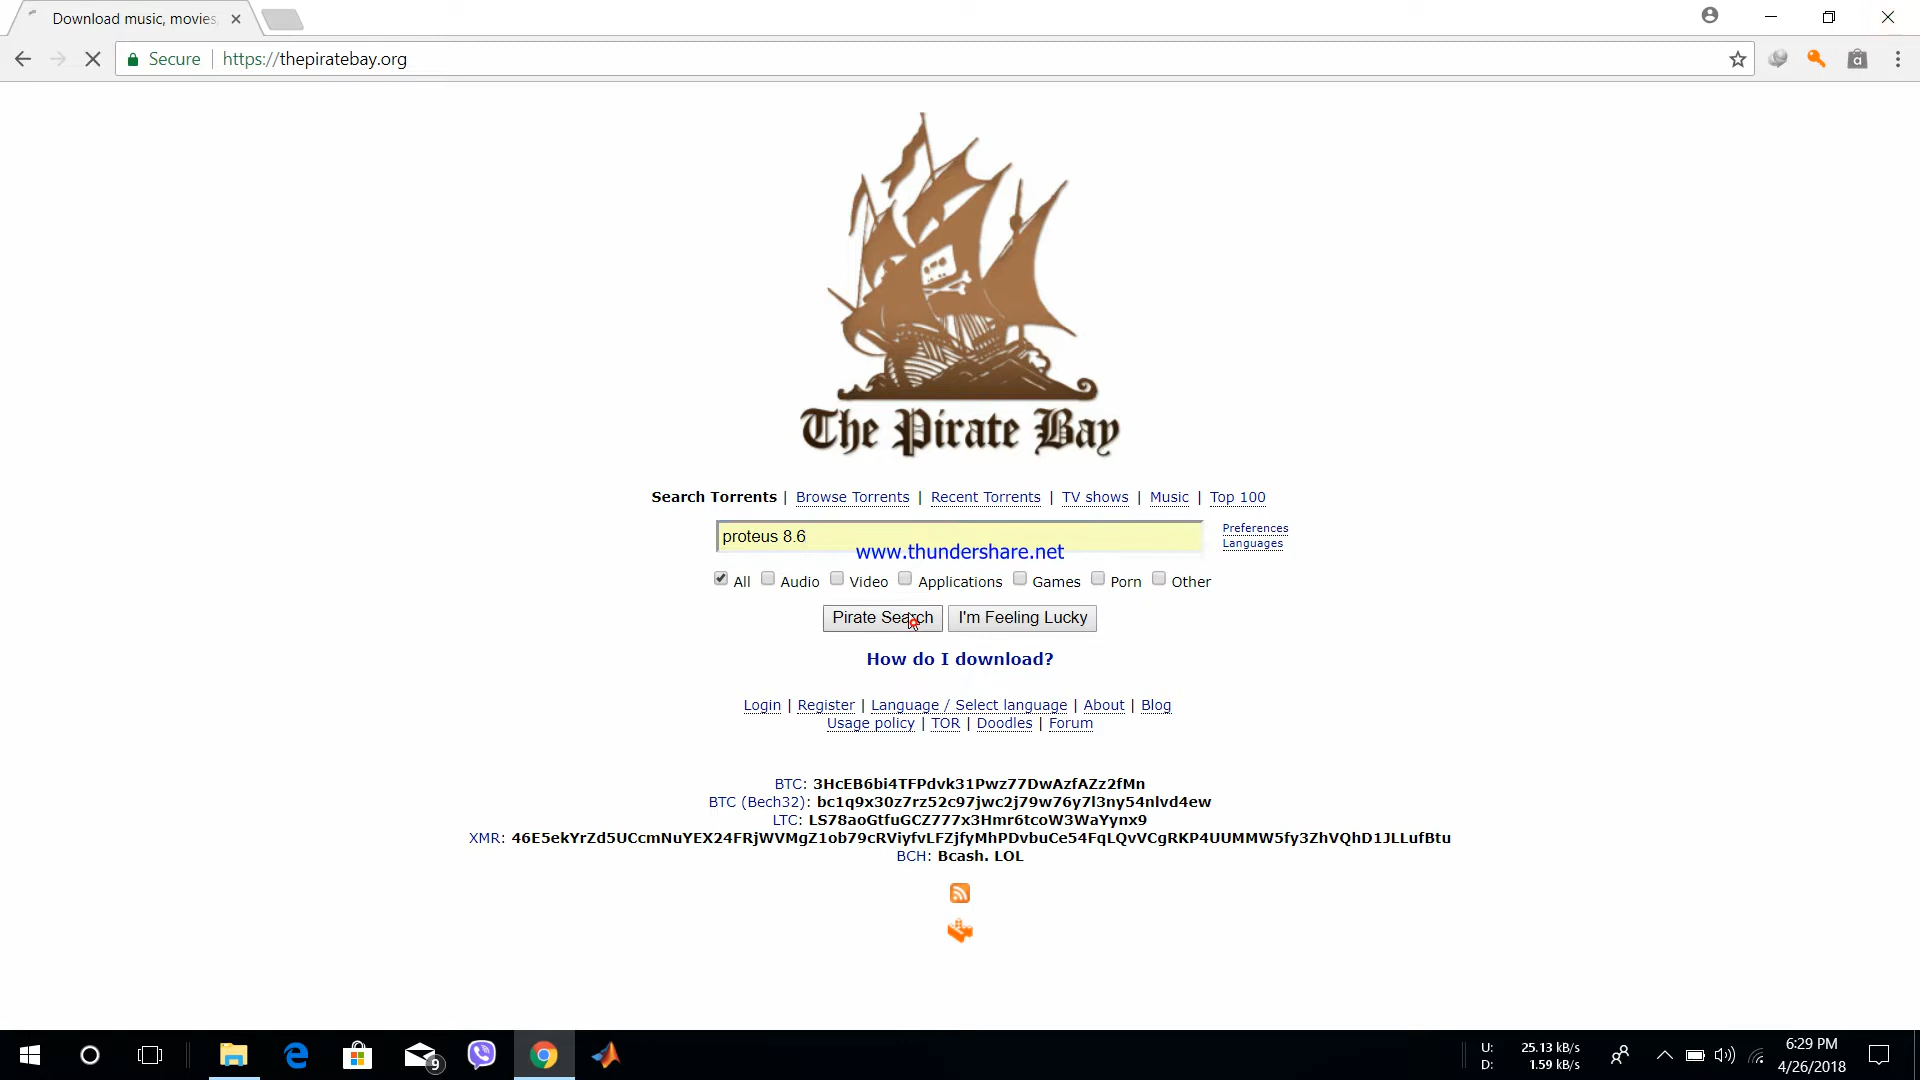 Download music, movies,
Secure https://thepiratebay.org
The Pirate Bay
Search Torrents | Browse Torrents | Recent Torrents | TV shows | Music | Top 100
proteus 8.6
Preferences
Languages
www.thundershare.net
All Audio Video Applications Games Porn Other
Pirate Search I'm Feeling Lucky
How do I download?
Login | Register | Language / Select language | About | Blog
Usage policy | TOR | Doodles | Forum
BTC: 3HcEB6bi4TFPdvk31Pwz77DwAzfAZz2fMn
BTC (Bech32): bc1q9x30z7rz52c97jwc2j79w76y7l3ny54nlvd4ew
LTC: LS78aoGtfuGCZ777x3Hmr6tcoW3WaYynx9
XMR: 46E5ekYrZd5UCcmNuYEX24FRjWVMgZ1ob79cRViyfvLFZjfyMhPDvbuCe54FqLQvVCgRKP4UUMMW5fy3ZhVQhD1JLLufBtu
BCH: Bcash. LOL
9
U: 25.13 kB/s
D: 1.59 kB/s
6:29 PM
4/26/2018